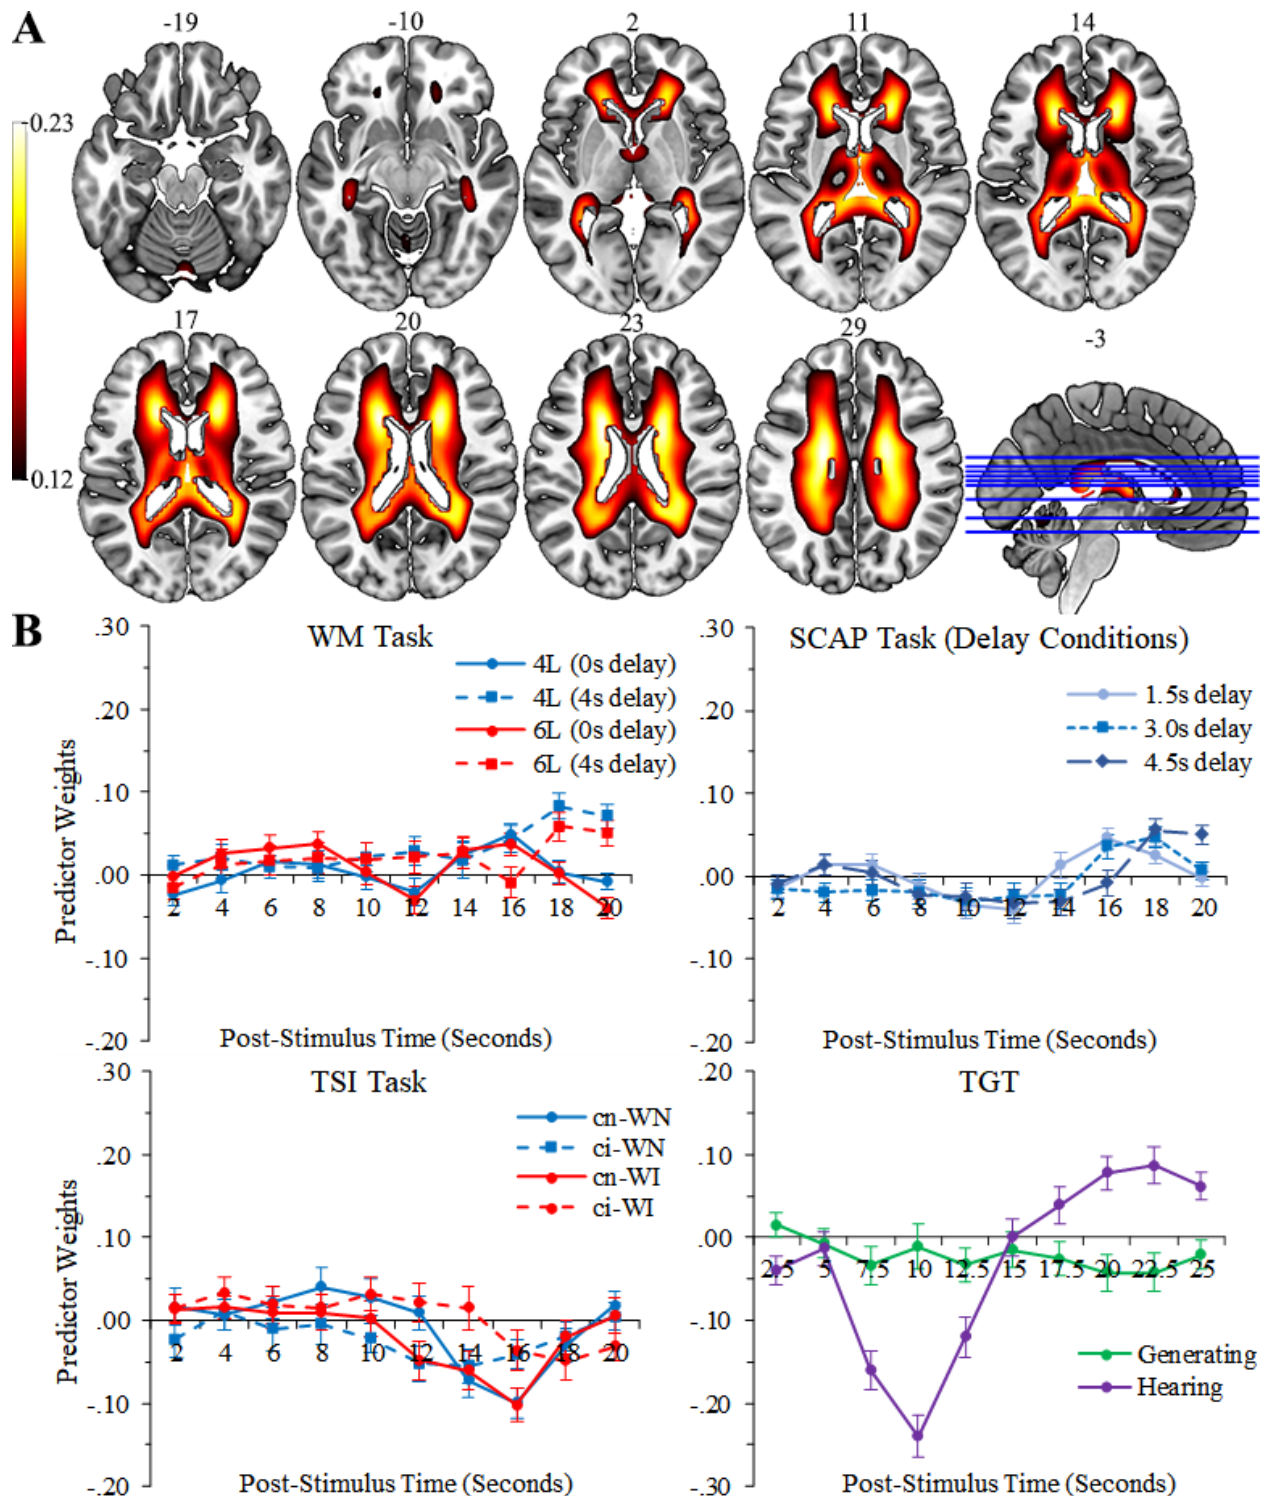 A
-19
-10
2
11
14
-0.23
-0.12
17
20
23
29
-3
B
WM Task
.30
.20
.10
.00
-.10
-.20
Predictor Weights
4L (0s delay)
4L (4s delay)
6L (0s delay)
6L (4s delay)
2 4 6 8 10 12 14 16 18 20
Post-Stimulus Time (Seconds)
SCAP Task (Delay Conditions)
.30
.20
.10
.00
-.10
-.20
1.5s delay
3.0s delay
4.5s delay
2 4 6 8 10 12 14 16 18 20
Post-Stimulus Time (Seconds)
TSI Task
.30
.20
.10
.00
-.10
-.20
Predictor Weights
cn-WN
ci-WN
cn-WI
ci-WI
2 4 6 8 10 12 14 16 18 20
Post-Stimulus Time (Seconds)
TGT
.20
.10
.00
-.10
-.20
-.30
2.5 5 7.5 10 12.5 15 17.5 20 22.5 25
Generating
Hearing
Post-Stimulus Time (Seconds)